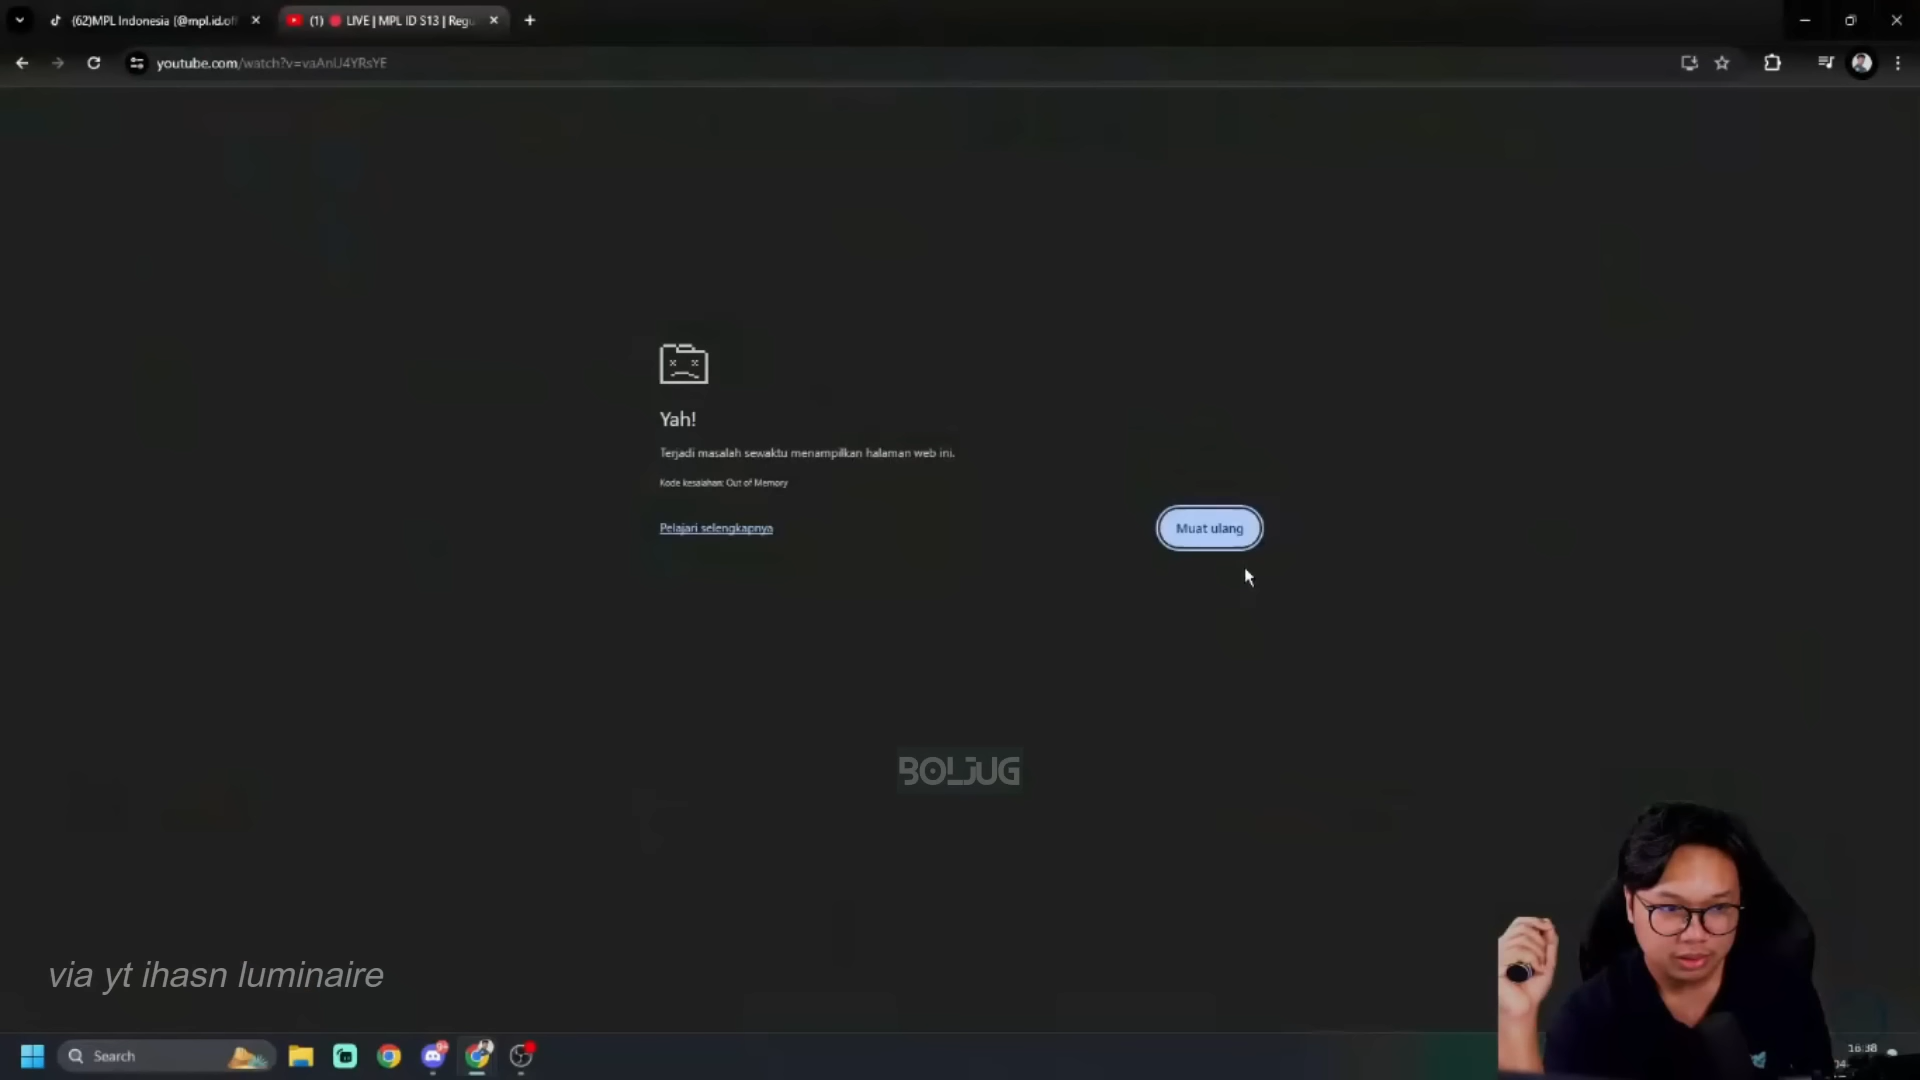 (62)MPL Indonesia (@mpl.id.of
(1) LIVE | MPL ID S13 | Regu
youtube.com/watch?v=vaAnU4YRsYE
Yah!
Terjadi masalah sewaktu menampilkan halaman web ini.
Kode kesalahan: Out of Memory
Pelajari selengkapnya
Muat ulang
BOLJUG
via yt ihasn luminaire
Search
16:38